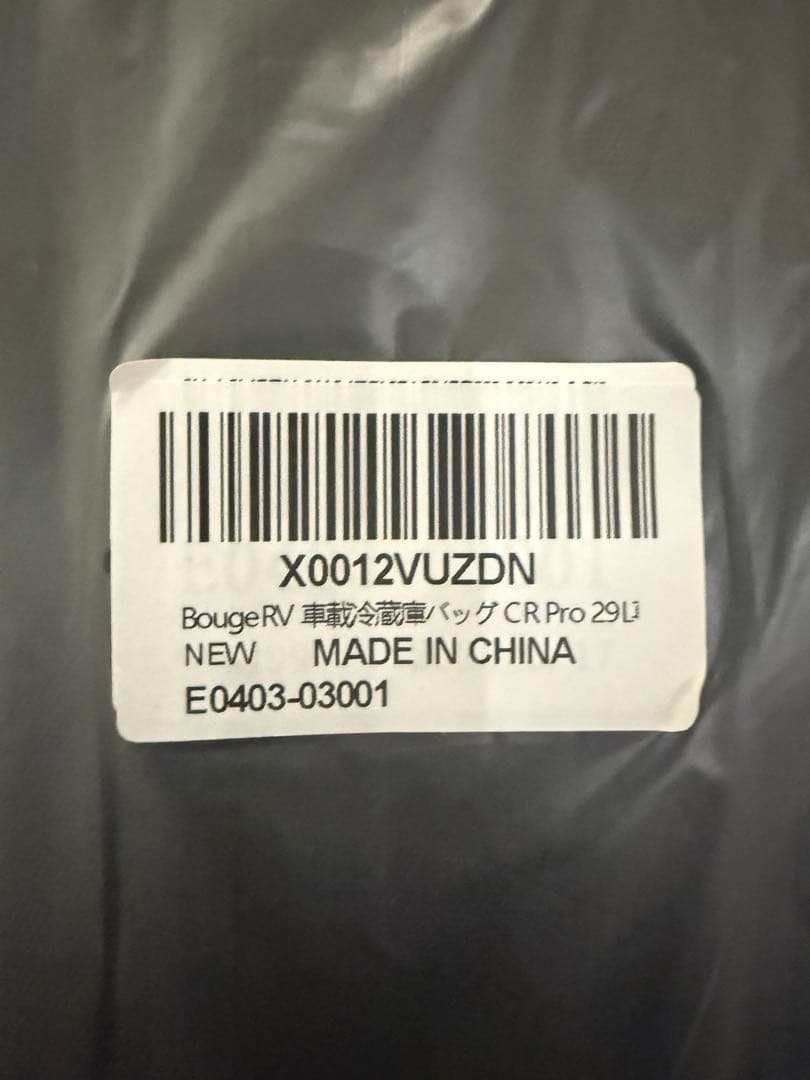 X0012VUZDN
BougeRV 車載冷蔵庫バッグ CR Pro 29L
NEW MADE IN CHINA
E0403-03001